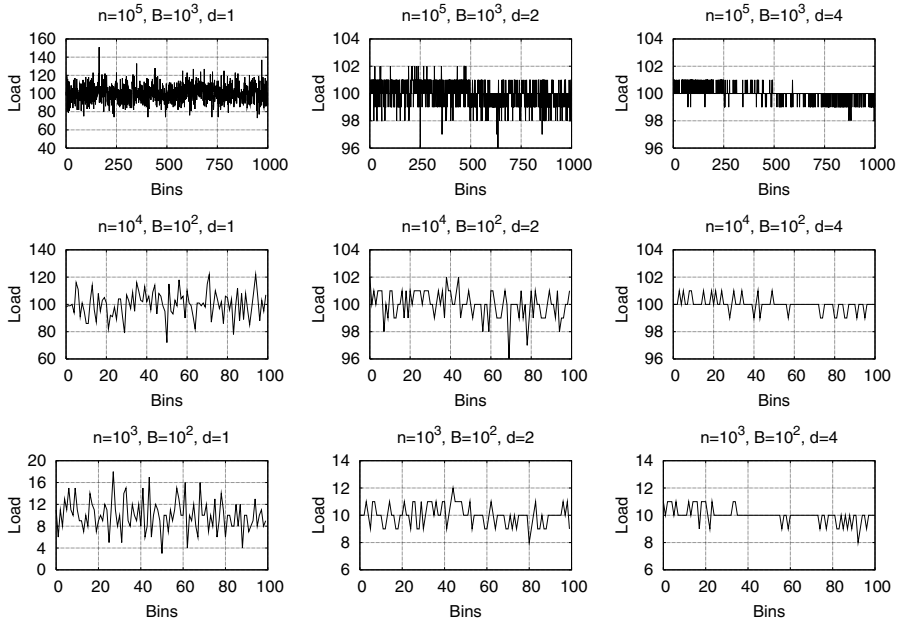 n=10^5, B=10^3, d=1
Load
160
140
120
100
80
60
40
0 250 500 750 1000
Bins
n=10^5, B=10^3, d=2
Load
104
102
100
98
96
0 250 500 750 1000
Bins
n=10^5, B=10^3, d=4
Load
104
102
100
98
96
0 250 500 750 1000
Bins
n=10^4, B=10^2, d=1
Load
140
120
100
80
60
0 20 40 60 80 100
Bins
n=10^4, B=10^2, d=2
Load
104
102
100
98
96
0 20 40 60 80 100
Bins
n=10^4, B=10^2, d=4
Load
104
102
100
98
96
0 20 40 60 80 100
Bins
n=10^3, B=10^2, d=1
Load
20
16
12
8
4
0
0 20 40 60 80 100
Bins
n=10^3, B=10^2, d=2
Load
14
12
10
8
6
0 20 40 60 80 100
Bins
n=10^3, B=10^2, d=4
Load
14
12
10
8
6
0 20 40 60 80 100
Bins